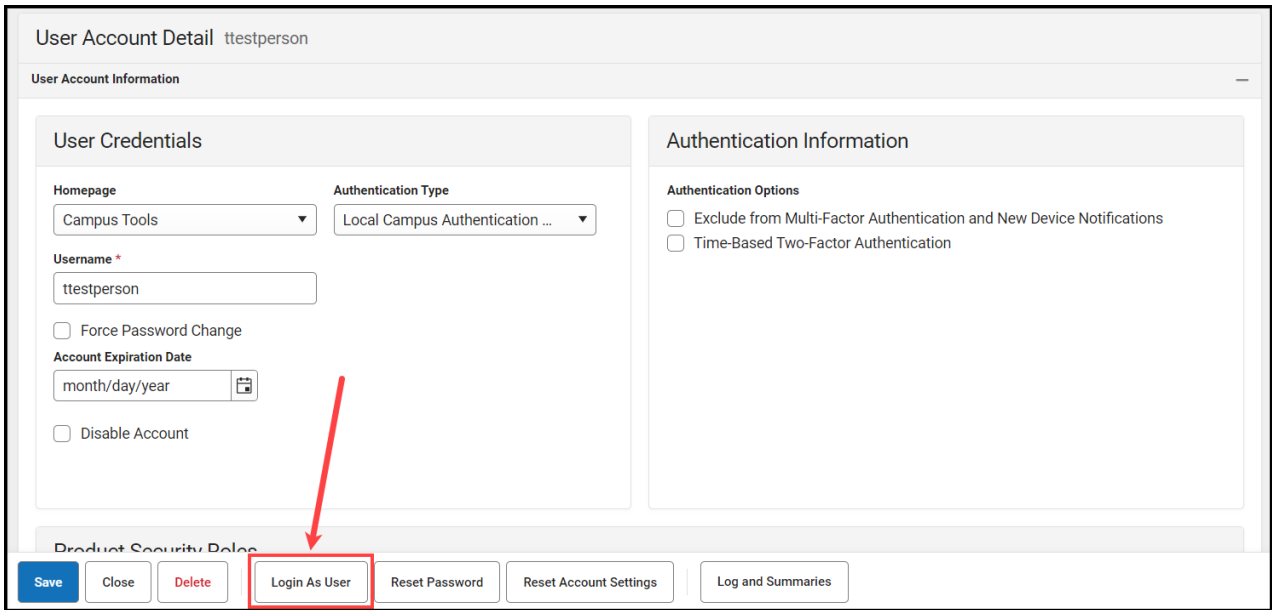 User Account Detail ttestperson
User Account Information
User Credentials
Authentication Information
Homepage
Authentication Type
Campus Tools
Local Campus Authentication ...
Username *
ttestperson
Force Password Change
Account Expiration Date
month/day/year
Disable Account
Authentication Options
Exclude from Multi-Factor Authentication and New Device Notifications
Time-Based Two-Factor Authentication
Product Security Roles
Save
Close
Delete
Login As User
Reset Password
Reset Account Settings
Log and Summaries